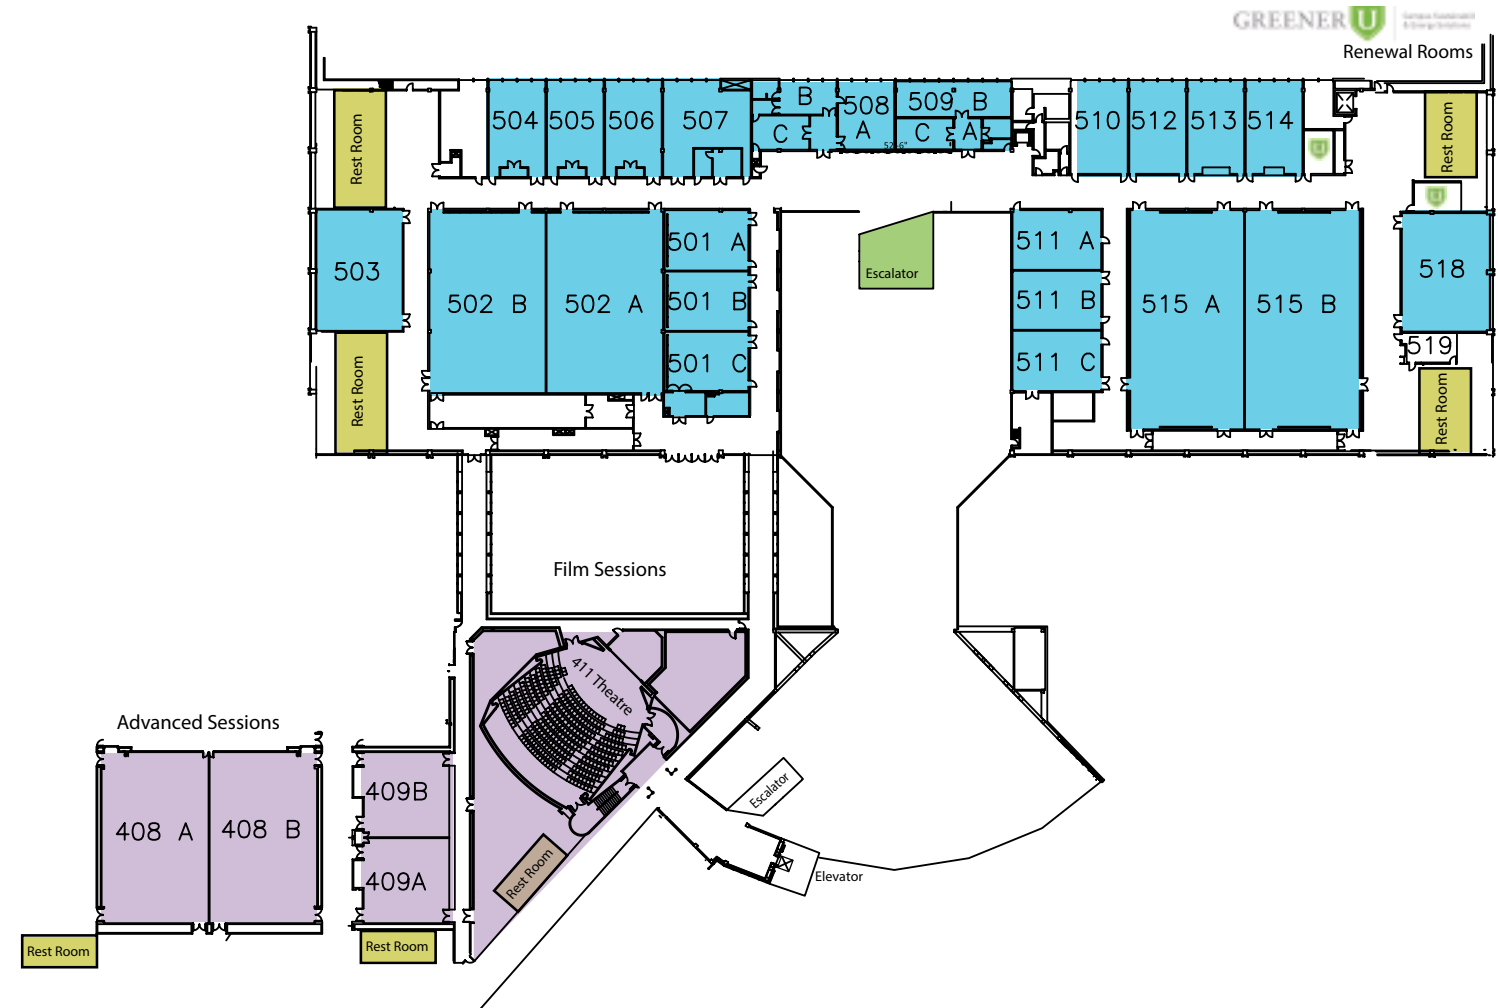 GREENER U
Renewal Rooms
Rest Room
504
505
506
507
B
C
508
A
509
B
C
A
510
512
513
514
Rest Room
U
U
503
502 B
502 A
501 A
501 B
501 C
Escalator
511 A
511 B
511 C
515 A
515 B
518
519
Rest Room
Rest Room
Film Sessions
411 Theatre
Advanced Sessions
408 A
408 B
409B
409A
Rest Room
Escalator
Elevator
Rest Room
Rest Room